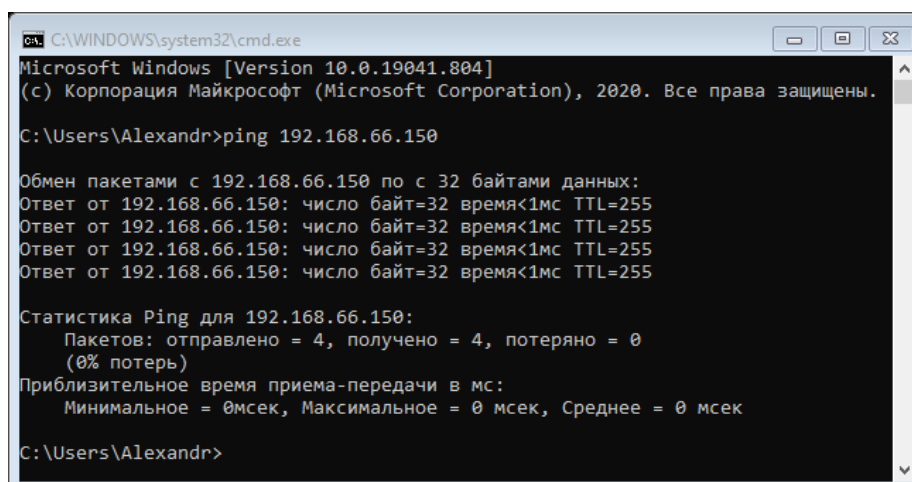 C:\WINDOWS\system32\cmd.exe
Microsoft Windows [Version 10.0.19041.804]
(c) Корпорация Майкрософт (Microsoft Corporation), 2020. Все права защищены.
C:\Users\Alexandr>ping 192.168.66.150
Обмен пакетами с 192.168.66.150 по с 32 байтами данных:
Ответ от 192.168.66.150: число байт=32 время<1мс TTL=255
Ответ от 192.168.66.150: число байт=32 время<1мс TTL=255
Ответ от 192.168.66.150: число байт=32 время<1мс TTL=255
Ответ от 192.168.66.150: число байт=32 время<1мс TTL=255
Статистика Ping для 192.168.66.150:
Пакетов: отправлено = 4, получено = 4, потеряно = 0
(0% потерь)
Приблизительное время приема-передачи в мс:
Минимальное = 0мсек, Максимальное = 0 мсек, Среднее = 0 мсек
C:\Users\Alexandr>